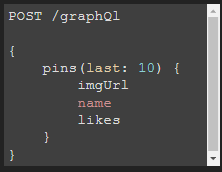 POST /graphQl
{
pins(last: 10) {
imgUrl
name
likes
}
}